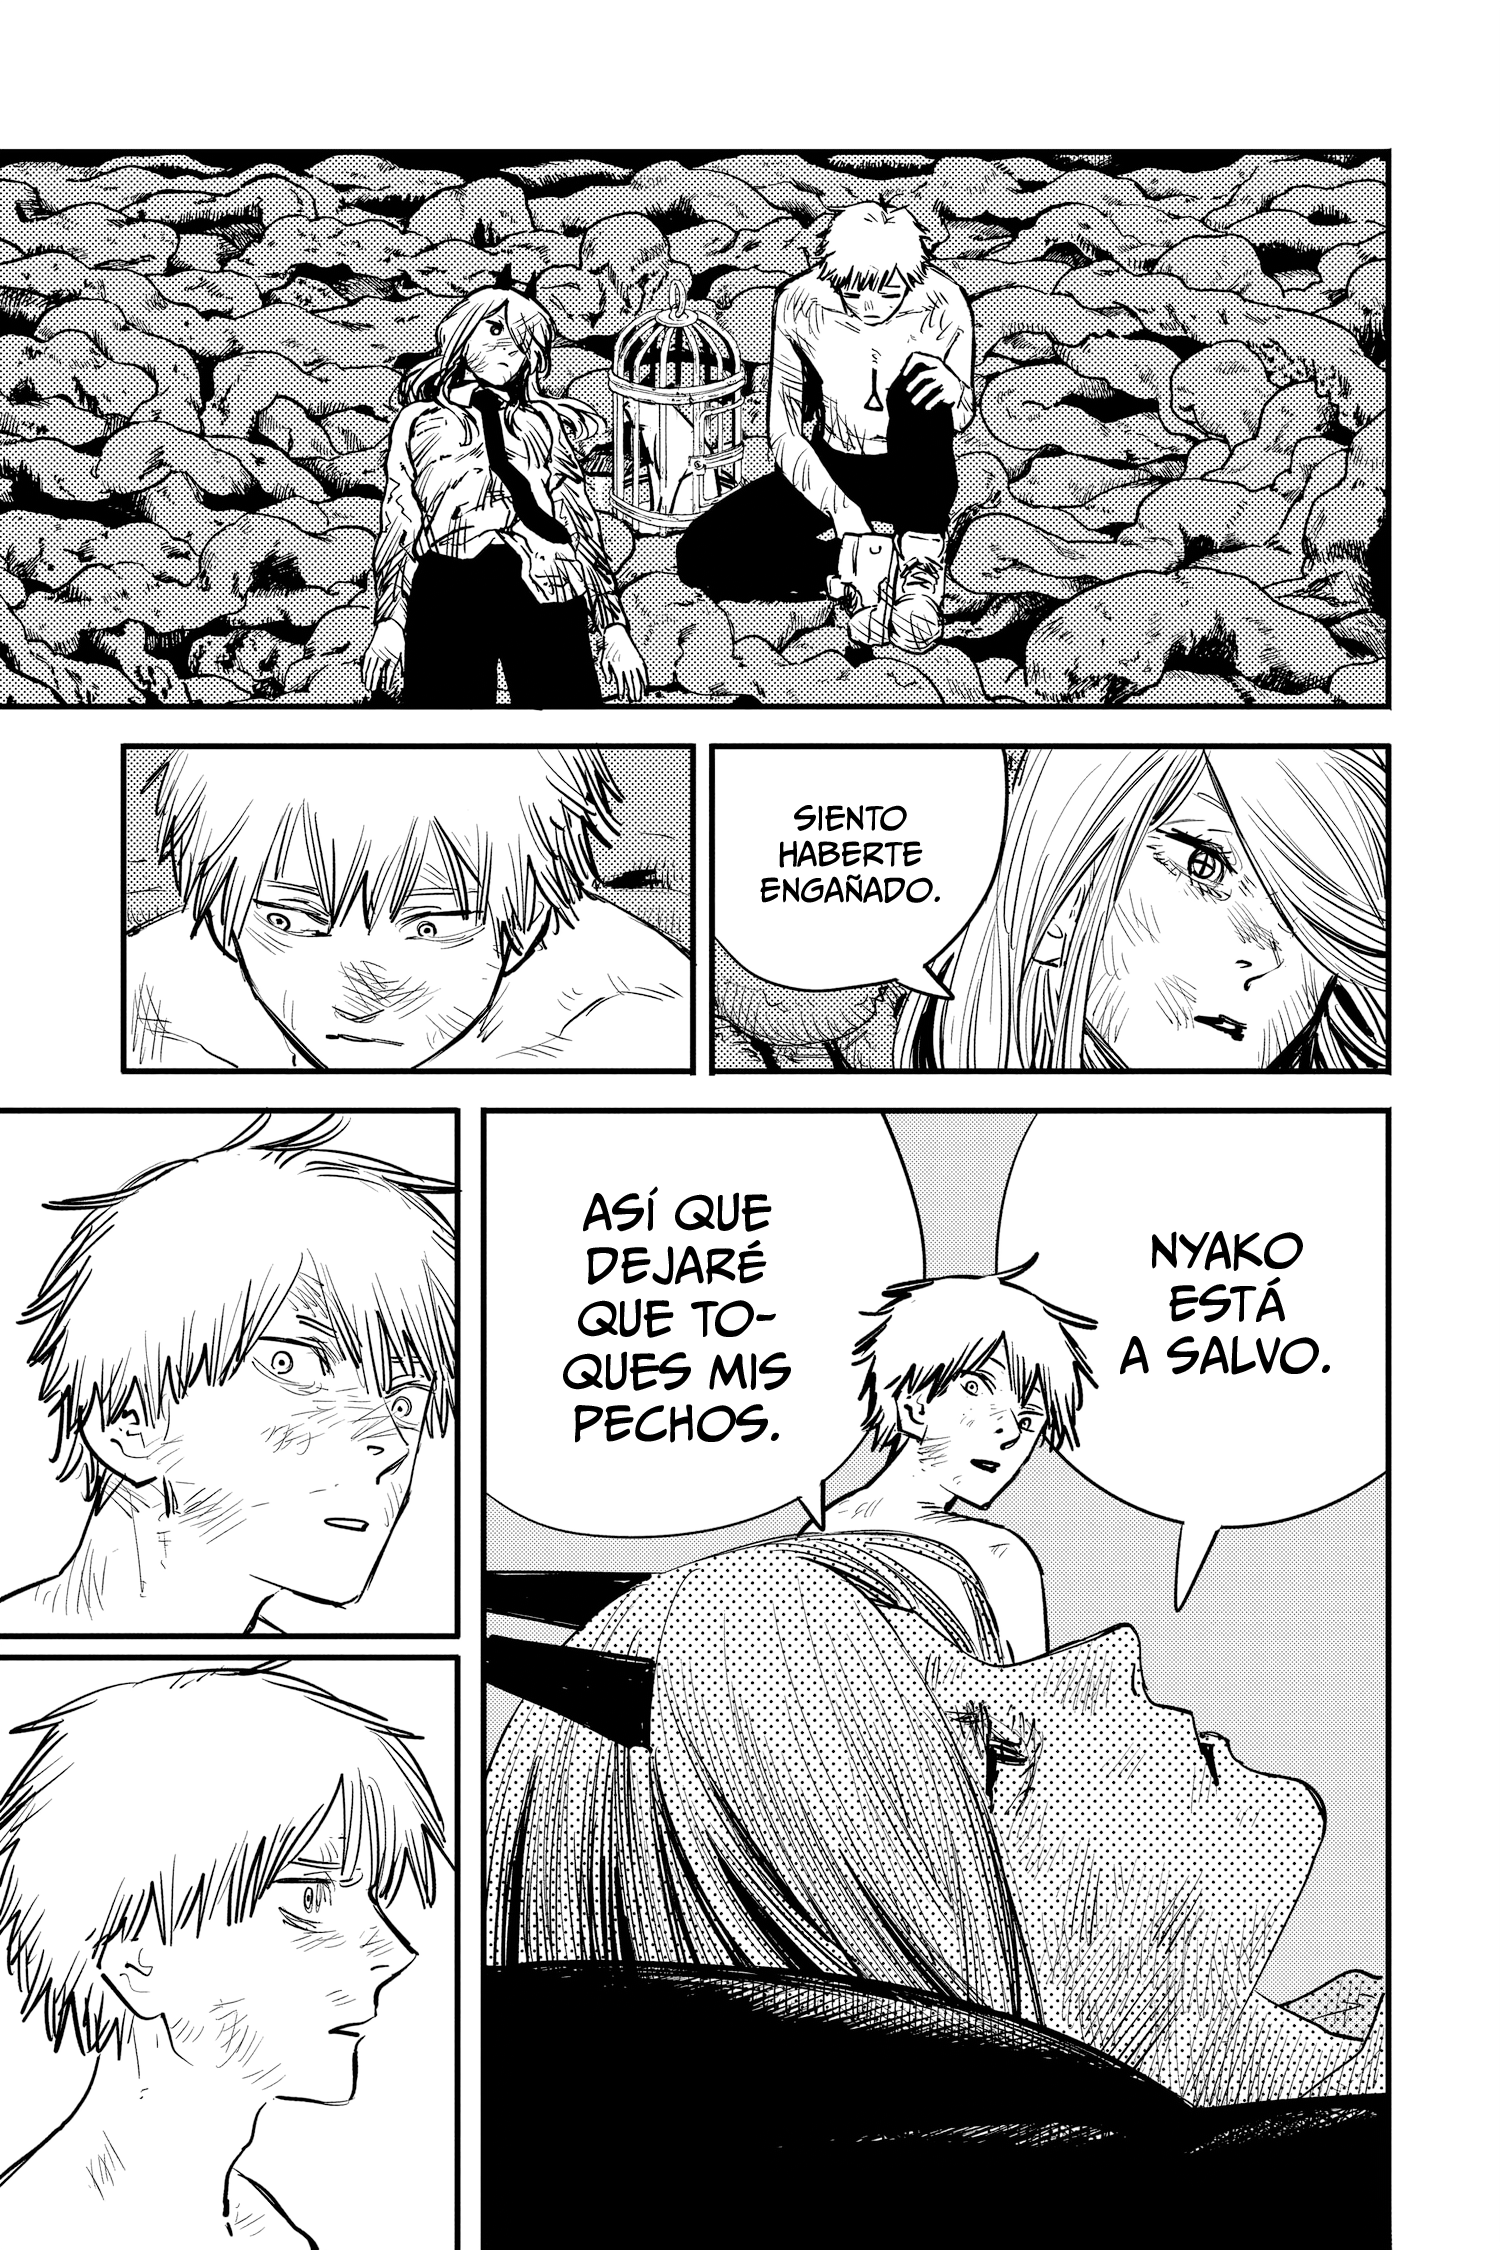 SIENTO
HABERTE
ENGAÑADO.
NYAKO
ESTÁ
A SALVO.
ASÍ QUE
DEJARÉ
QUE TO-
QUES MIS
PECHOS.